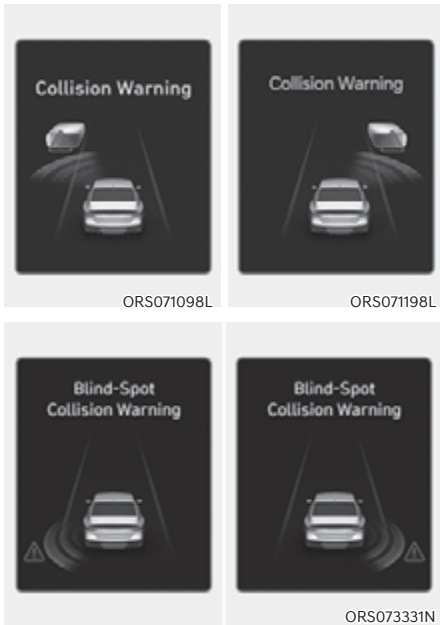 Collision Warning
Collision Warning
ORS071098L
ORS071198L
Blind-Spot
Collision Warning
Blind-Spot
Collision Warning
ORS073331N